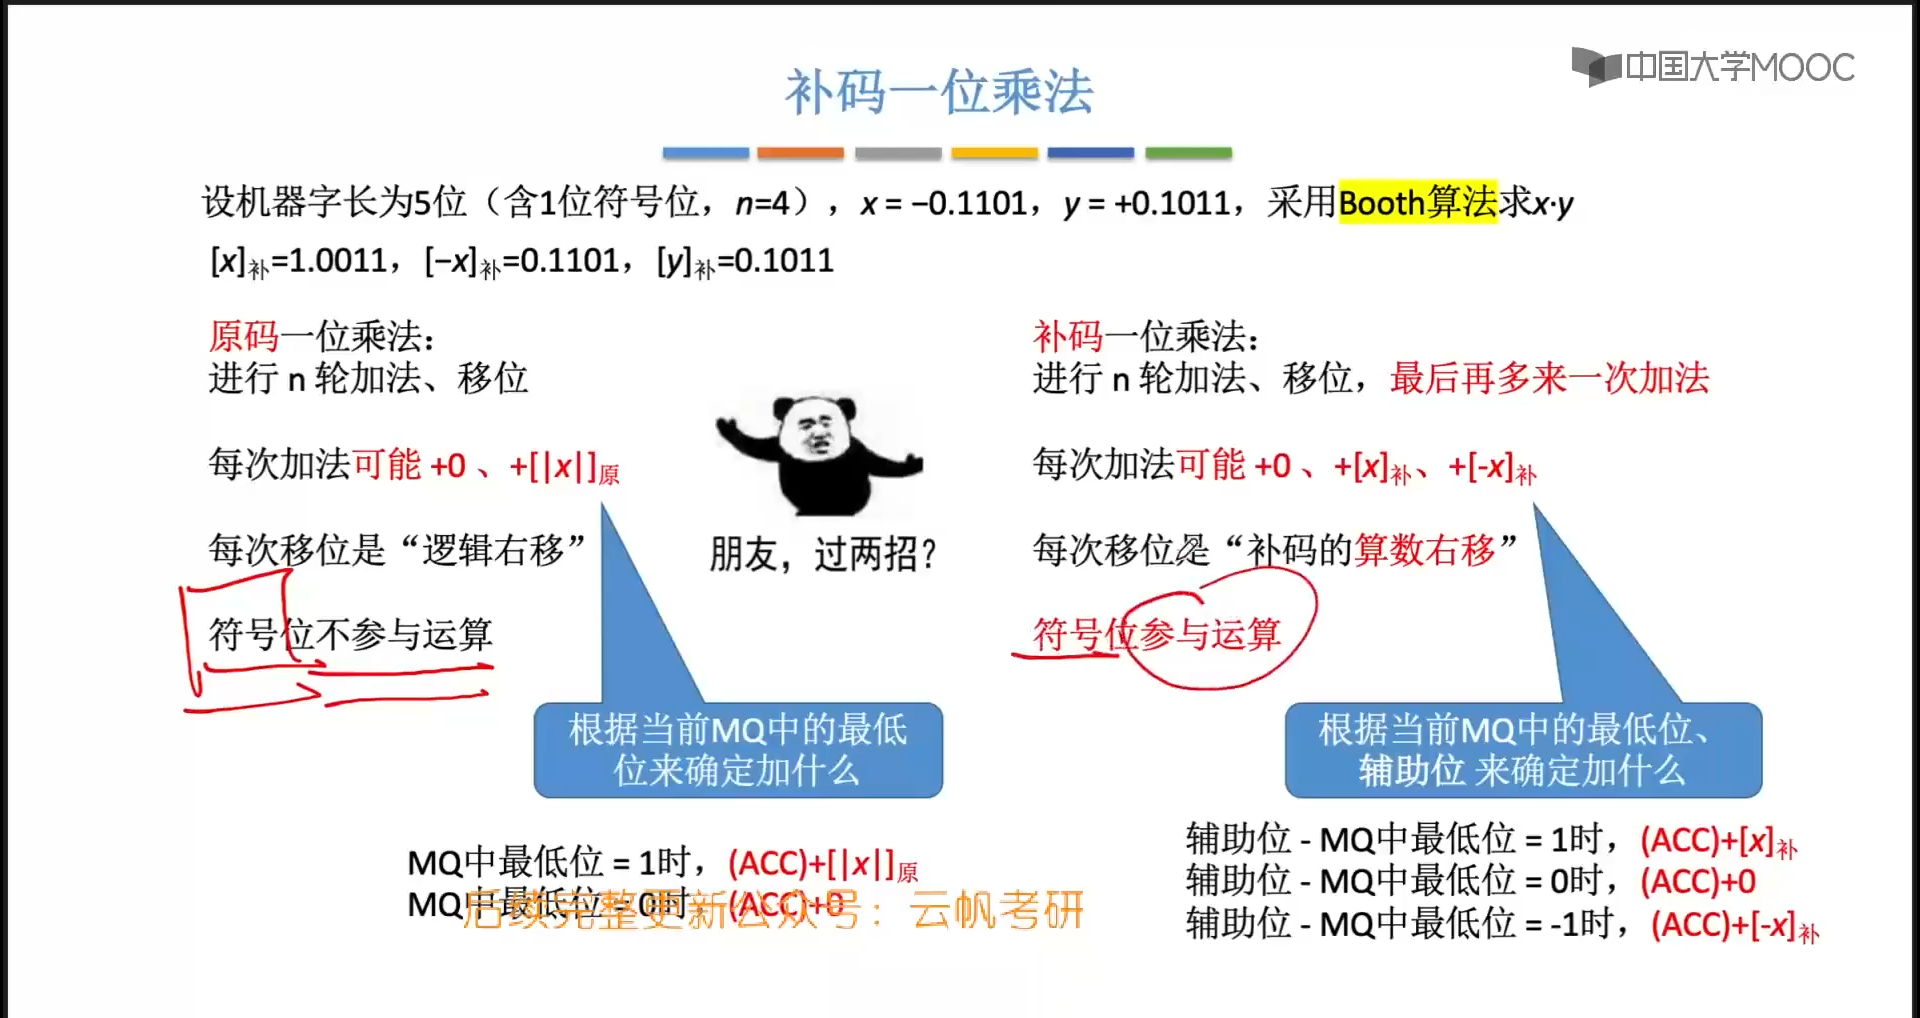 中国大学MOOC
补码一位乘法
设机器字长为5位（含1位符号位，n=4），x = −0.1101，y = +0.1011，采用Booth算法求x·y
[x]补=1.0011，[−x]补=0.1101，[y]补=0.1011
原码一位乘法：
进行 n 轮加法、移位
每次加法可能 +0 、+[|x|]原
每次移位是“逻辑右移”
符号位不参与运算
朋友，过两招？
根据当前MQ中的最低
位来确定加什么
MQ中最低位 = 1时，(ACC)+[|x|]原
MQ中最低位 = 0时，(ACC)+0
补码一位乘法：
进行 n 轮加法、移位，最后再多来一次加法
每次加法可能 +0 、+[x]补、+[-x]补
每次移位是“补码的算数右移”
符号位参与运算
根据当前MQ中的最低位、
辅助位 来确定加什么
辅助位 - MQ中最低位 = 1时，(ACC)+[x]补
辅助位 - MQ中最低位 = 0时，(ACC)+0
辅助位 - MQ中最低位 = -1时，(ACC)+[-x]补
后续完整更新公众号：云帆考研